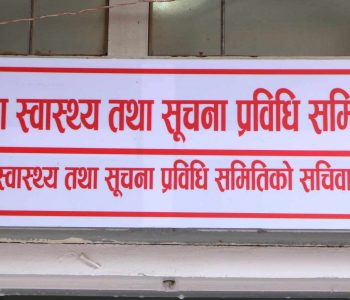 स्वास्थ्य तथा सूचना प्रविधि
स्वास्थ्य तथा सूचना प्रविधि समितिको